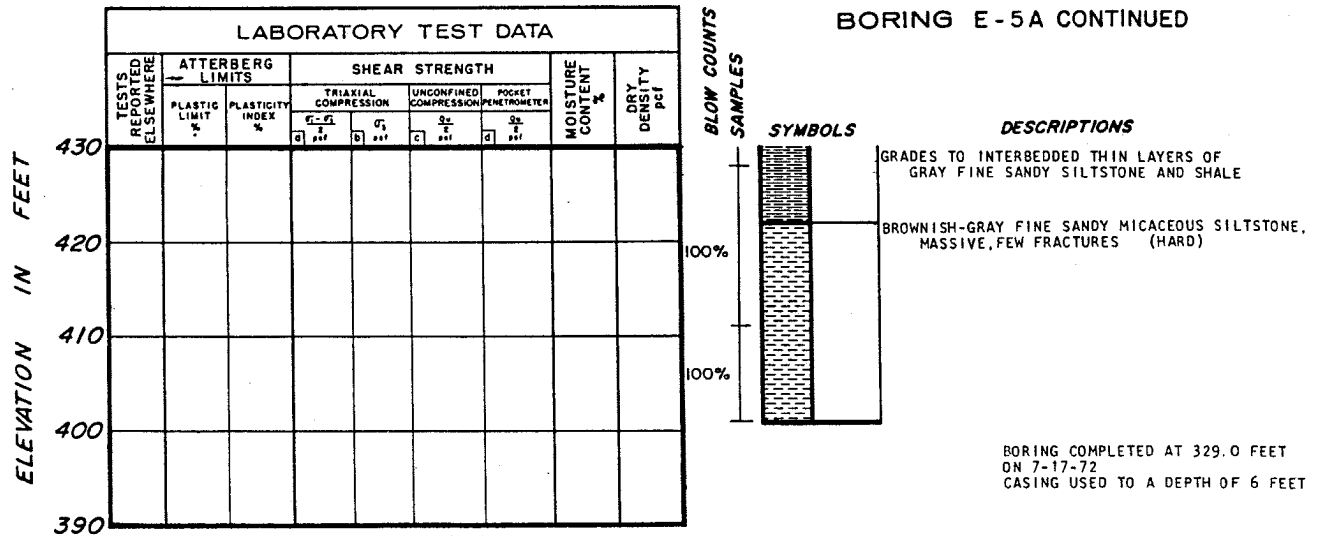 BORING E-5A CONTINUED
LABORATORY TEST DATA
TESTS REPORTED ELSEWHERE
ATTERBERG LIMITS
SHEAR STRENGTH
MOISTURE CONTENT %
DRY DENSITY pcf
BLOW COUNTS
SAMPLES
PLASTIC LIMIT %
PLASTICITY INDEX %
TRIAXIAL COMPRESSION
UNCONFINED COMPRESSION
POCKET PENETROMETER
a psf
b psf
c psf
d psf
SYMBOLS
DESCRIPTIONS
ELEVATION IN FEET
430
420
410
400
390
GRADES TO INTERBEDDED THIN LAYERS OF
GRAY FINE SANDY SILTSTONE AND SHALE
BROWNISH-GRAY FINE SANDY MICACEOUS SILTSTONE,
MASSIVE, FEW FRACTURES (HARD)
100%
100%
BORING COMPLETED AT 329.0 FEET
ON 7-17-72
CASING USED TO A DEPTH OF 6 FEET